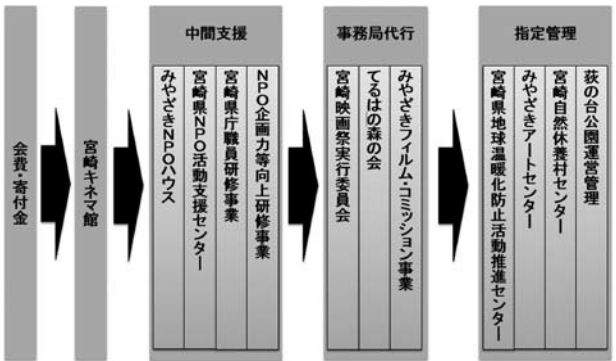 会費・寄付金
宮崎キネマ館
中間支援
みやざきNPOハウス
宮崎県NPO活動支援センター
宮崎県庁職員研修事業
NPO企画力等向上研修事業
事務局代行
宮崎映画祭実行委員会
てるはの森の会
みやざきフィルム・コミッション事業
指定管理
宮崎県地球温暖化防止活動推進センター
みやざきアートセンター
宮崎自然休養村センター
萩の台公園運営管理